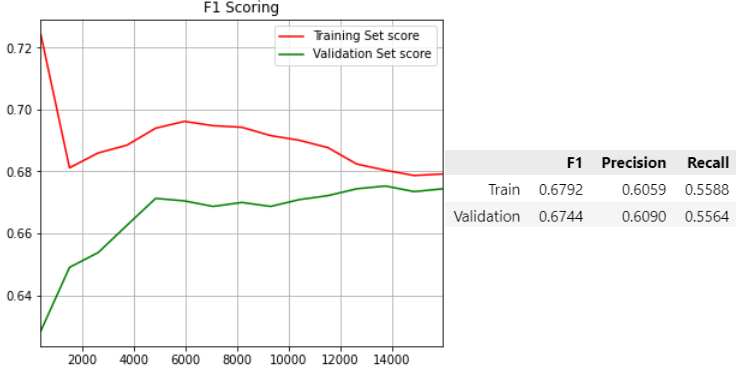 F1 Scoring
Training Set score
Validation Set score
0.72
0.70
0.68
0.66
0.64
2000 4000 6000 8000 10000 12000 14000
F1 Precision Recall
Train 0.6792 0.6059 0.5588
Validation 0.6744 0.6090 0.5564